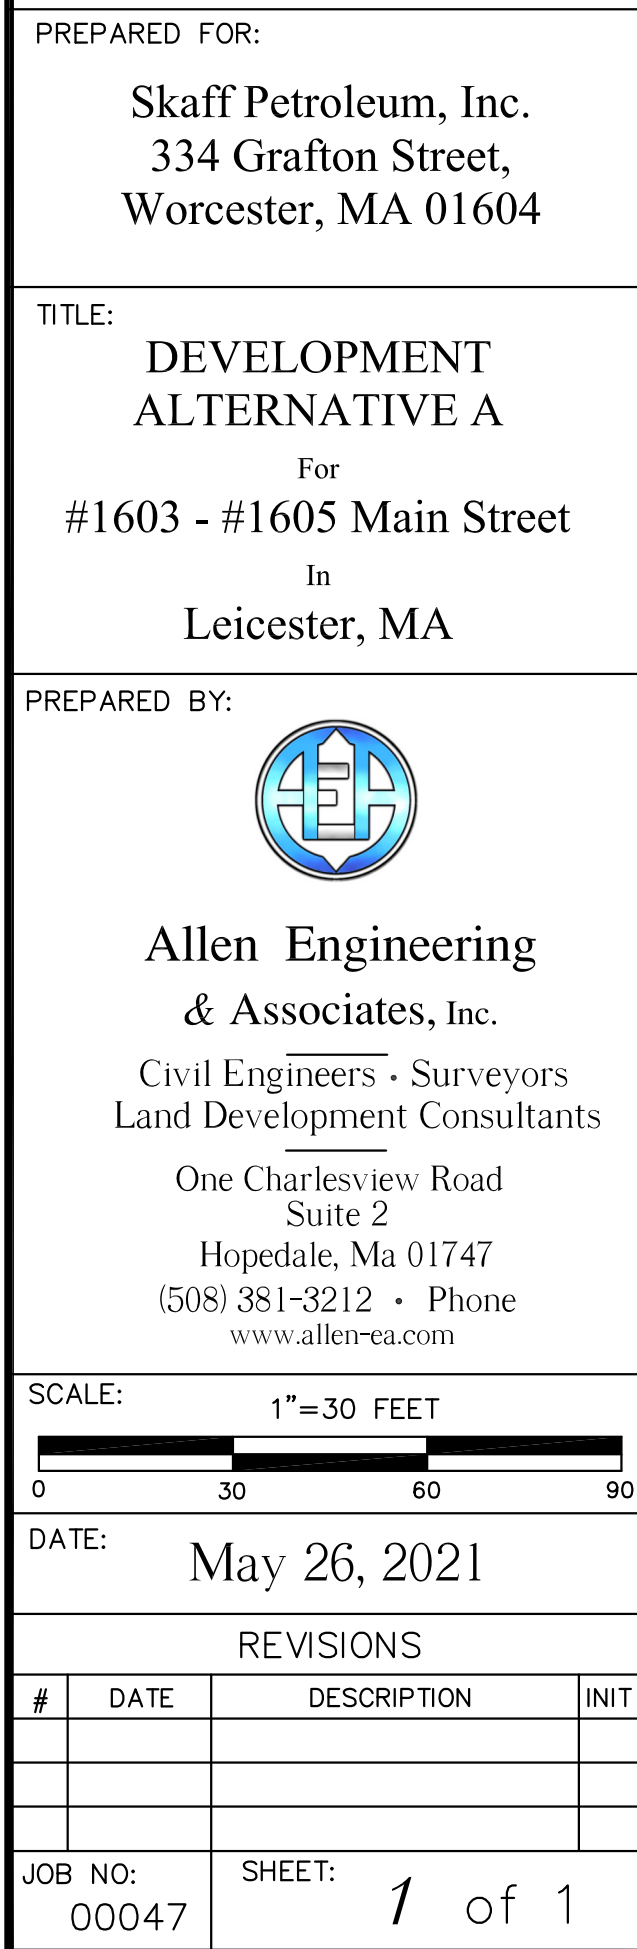 PREPARED FOR:
Skaff Petroleum, Inc.
334 Grafton Street,
Worcester, MA 01604
TITLE:
DEVELOPMENT
ALTERNATIVE A
For
#1603 - #1605 Main Street
In
Leicester, MA
PREPARED BY:
AEA
Allen Engineering
& Associates, Inc.
Civil Engineers • Surveyors
Land Development Consultants
One Charlesview Road
Suite 2
Hopedale, Ma 01747
(508) 381-3212 • Phone
www.allen-ea.com
SCALE:
1"=30 FEET
0 30 60 90
DATE:
May 26, 2021
REVISIONS
# DATE DESCRIPTION INIT
JOB NO:
00047
SHEET:
1 of 1